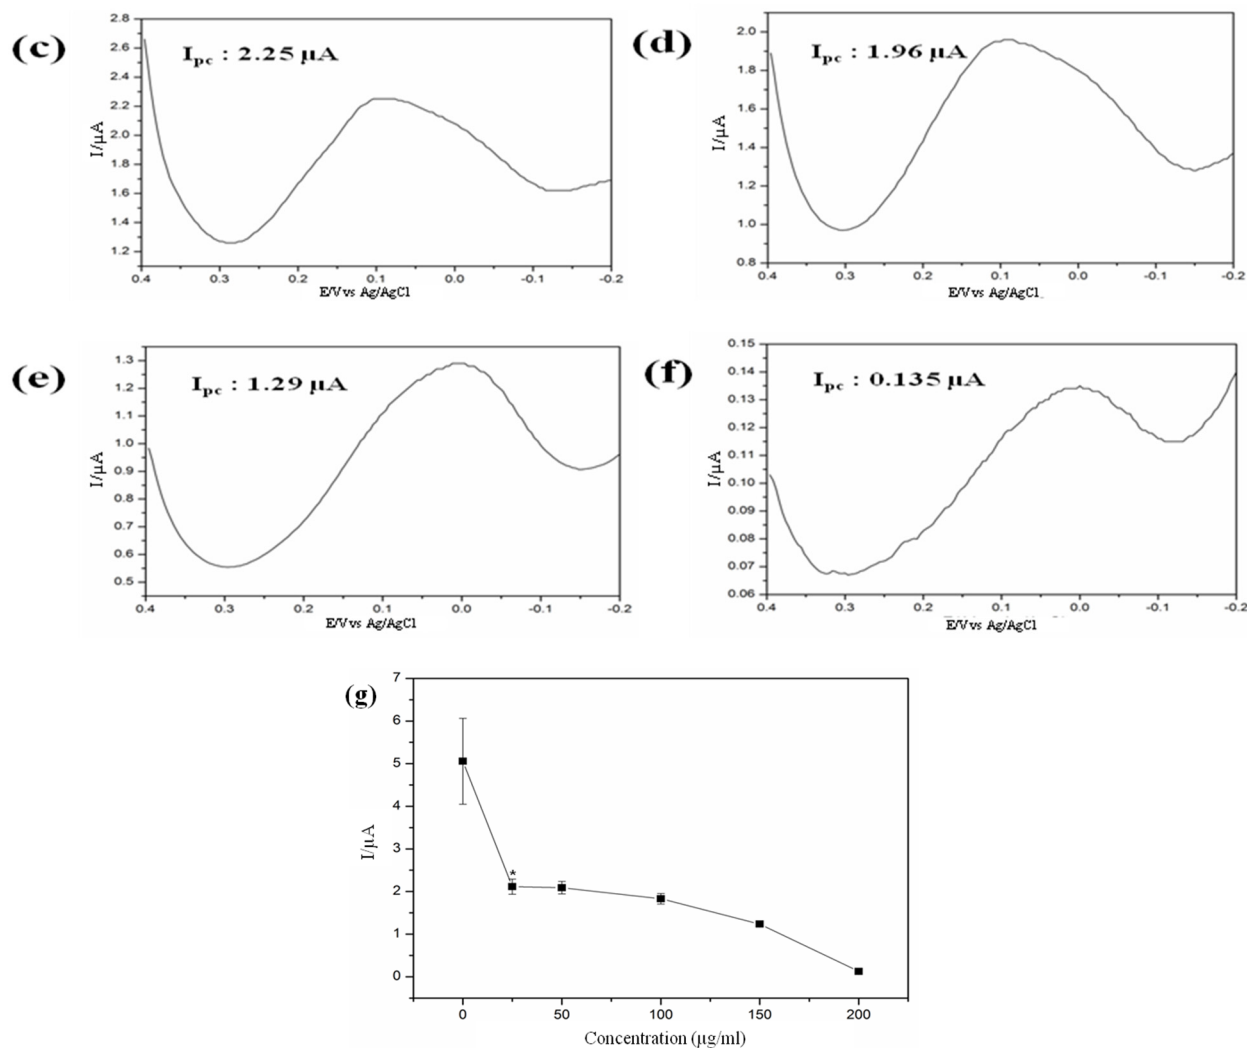 (c)
I_pc : 2.25 µA
2.8
2.6
2.4
2.2
2.0
1.8
1.6
1.4
1.2
I/µA
0.4 0.3 0.2 0.1 0.0 -0.1 -0.2
E/V vs Ag/AgCl
(d)
I_pc : 1.96 µA
2.0
1.8
1.6
1.4
1.2
1.0
0.8
I/µA
0.4 0.3 0.2 0.1 0.0 -0.1 -0.2
E/V vs Ag/AgCl
(e)
I_pc : 1.29 µA
1.3
1.2
1.1
1.0
0.9
0.8
0.7
0.6
0.5
I/µA
0.4 0.3 0.2 0.1 0.0 -0.1 -0.2
E/V vs Ag/AgCl
(f)
I_pc : 0.135 µA
0.15
0.14
0.13
0.12
0.11
0.10
0.09
0.08
0.07
0.06
I/µA
0.4 0.3 0.2 0.1 0.0 -0.1 -0.2
E/V vs Ag/AgCl
(g)
7
6
5
4
3
2
1
0
I/µA
*
0 50 100 150 200
Concentration (µg/ml)